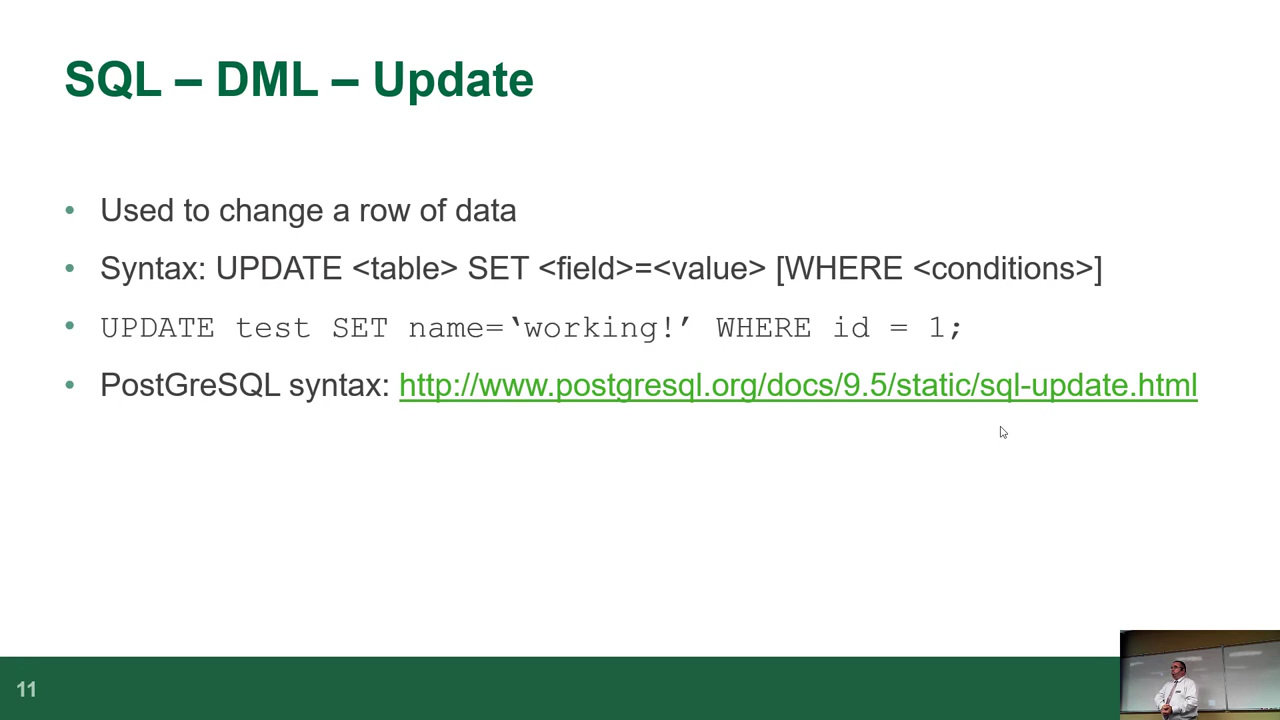 SQL – DML – Update
• Used to change a row of data
• Syntax: UPDATE <table> SET <field>=<value> [WHERE <conditions>]
• UPDATE test SET name=‘working!’ WHERE id = 1;
• PostGreSQL syntax: http://www.postgresql.org/docs/9.5/static/sql-update.html
11